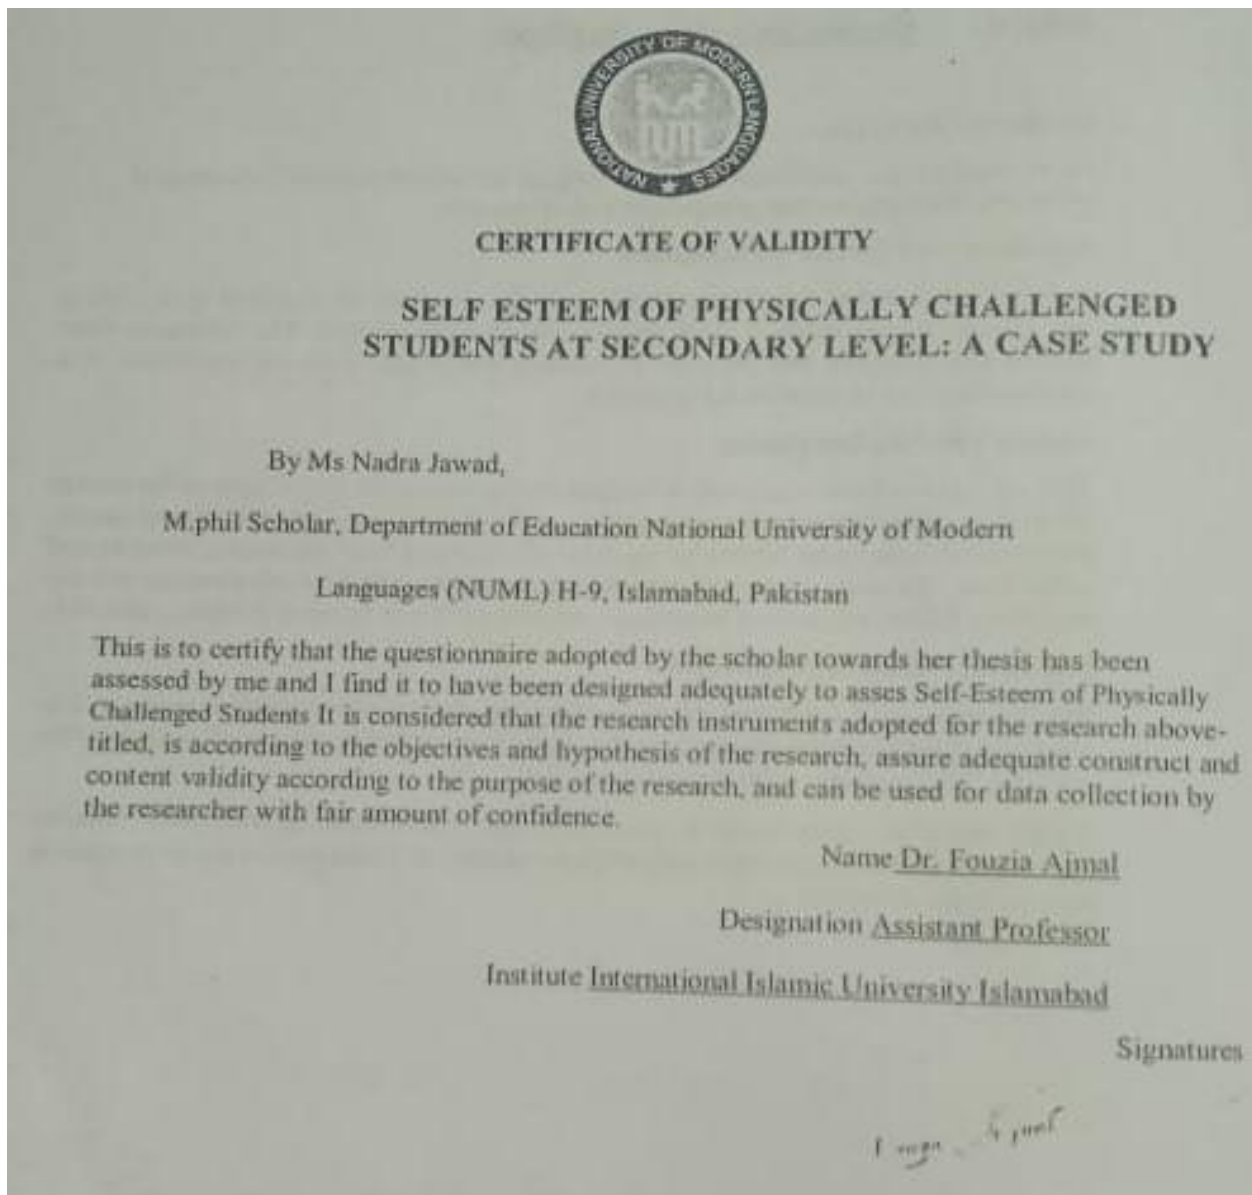 NATIONAL UNIVERSITY OF MODERN LANGUAGES
CERTIFICATE OF VALIDITY
SELF ESTEEM OF PHYSICALLY CHALLENGED
STUDENTS AT SECONDARY LEVEL: A CASE STUDY
By Ms Nadra Jawad,
M.phil Scholar, Department of Education National University of Modern
Languages (NUML) H-9, Islamabad, Pakistan
This is to certify that the questionnaire adopted by the scholar towards her thesis has been
assessed by me and I find it to have been designed adequately to asses Self-Esteem of Physically
Challenged Students It is considered that the research instruments adopted for the research above-
titled, is according to the objectives and hypothesis of the research, assure adequate construct and
content validity according to the purpose of the research, and can be used for data collection by
the researcher with fair amount of confidence.
Name Dr. Fouzia Ajmal
Designation Assistant Professor
Institute International Islamic University Islamabad
Signatures